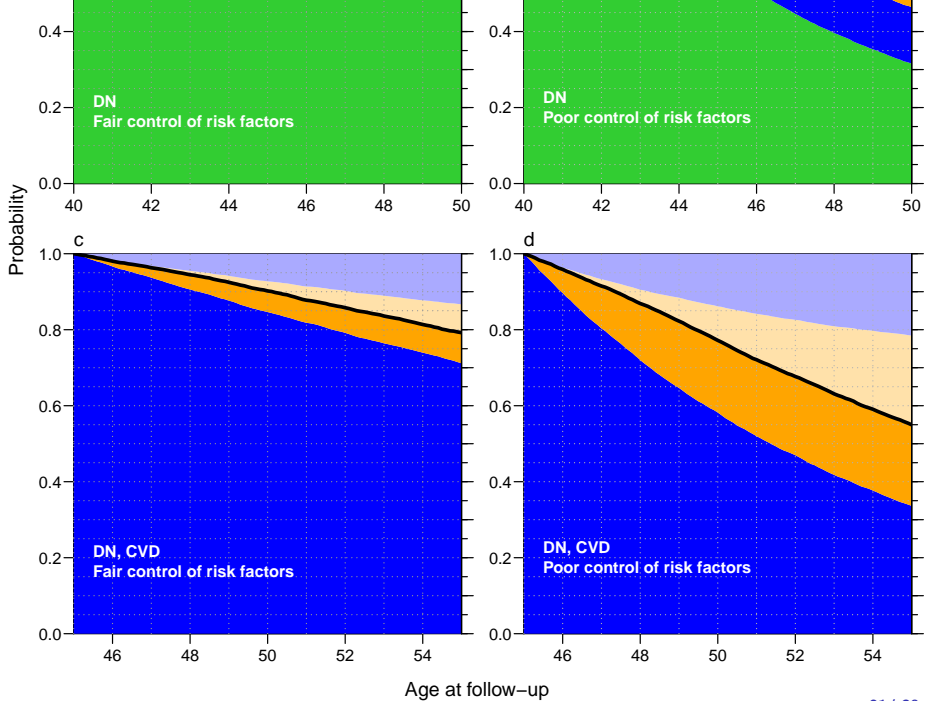 0.4
0.2
0.0
DN
Fair control of risk factors
40 42 44 46 48 50
0.4
0.2
0.0
DN
Poor control of risk factors
40 42 44 46 48 50
Probability
c
1.0
0.8
0.6
0.4
0.2
0.0
DN, CVD
Fair control of risk factors
46 48 50 52 54
d
1.0
0.8
0.6
0.4
0.2
0.0
DN, CVD
Poor control of risk factors
46 48 50 52 54
Age at follow−up